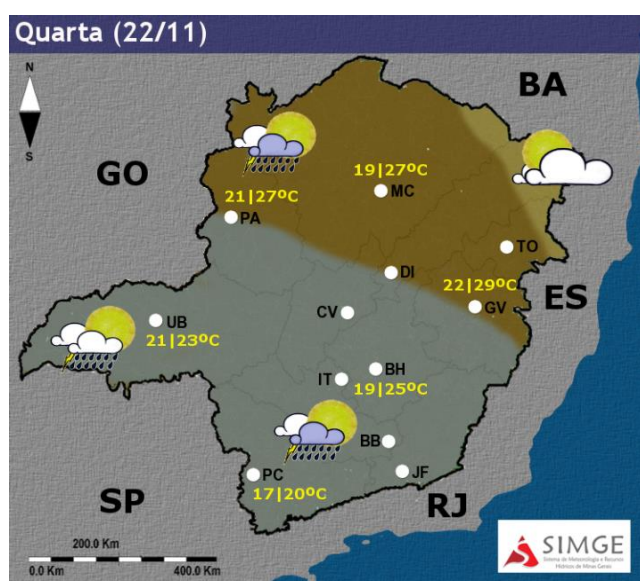 Quarta (22/11)
N
S
BA
GO
19|27ºC
MC
21|27ºC
PA
TO
DI
22|29ºC
ES
GV
CV
UB
21|23ºC
BH
IT
19|25ºC
BB
PC
JF
17|20ºC
SP
RJ
200.0 Km
0.0 Km
400.0 Km
SIMGE
Sistema de Meteorologia e Recursos
Hídricos de Minas Gerais